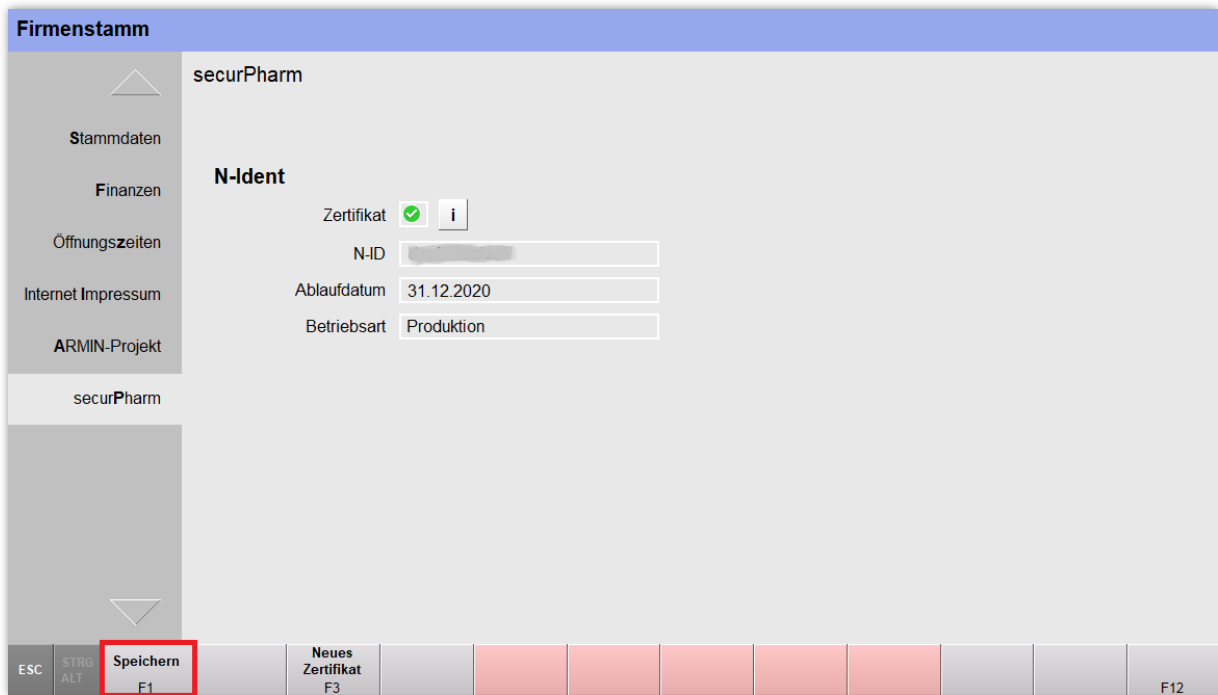 Firmenstamm
securPharm
Stammdaten
Finanzen
Öffnungszeiten
Internet Impressum
ARMIN-Projekt
securPharm
N-Ident
Zertifikat i
N-ID
Ablaufdatum 31.12.2020
Betriebsart Produktion
ESC
STRG
ALT
Speichern
F1
Neues
Zertifikat
F3
F12